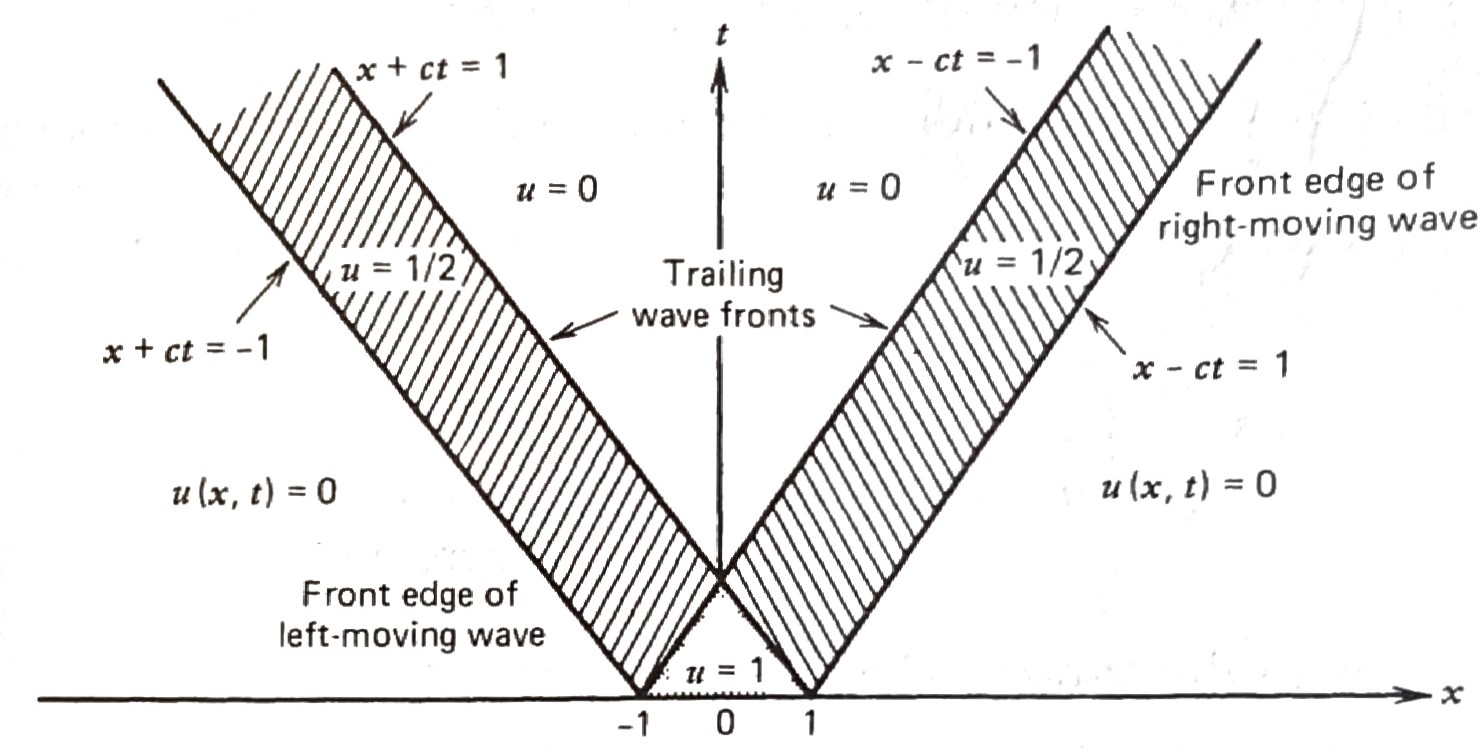 t
x + ct = 1
x − ct = −1
u = 0
u = 0
Front edge of
right-moving wave
u = 1/2
Trailing
wave fronts
u = 1/2
x + ct = −1
x − ct = 1
u (x, t) = 0
u (x, t) = 0
Front edge of
left-moving wave
u = 1
x
−1
0
1